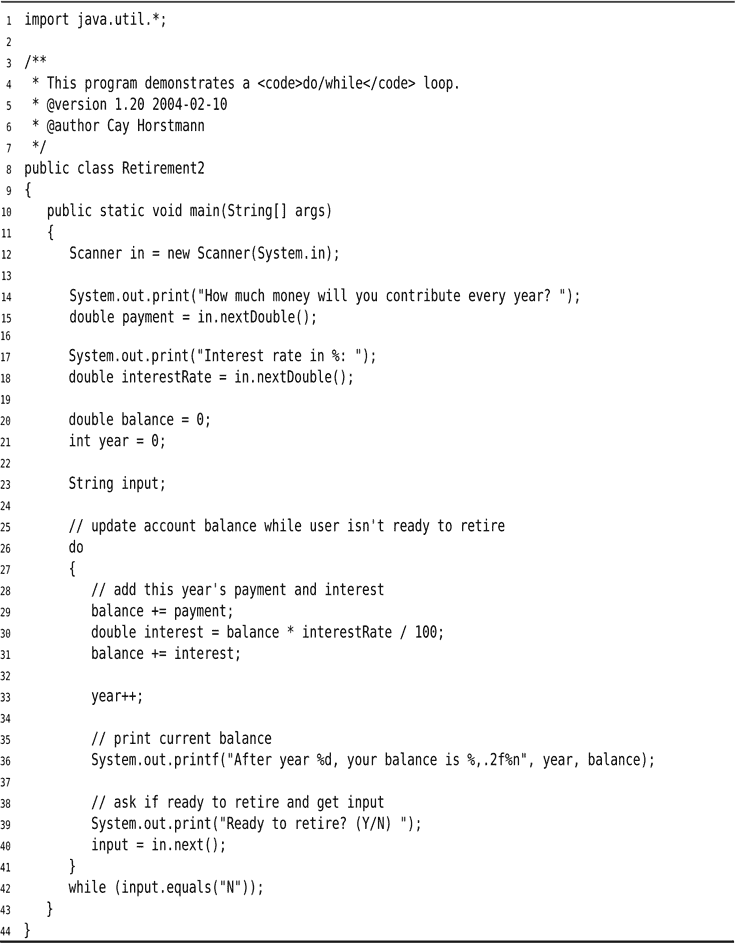 1 import java.util.*;
2
3 /**
4  * This program demonstrates a <code>do/while</code> loop.
5  * @version 1.20 2004-02-10
6  * @author Cay Horstmann
7  */
8 public class Retirement2
9 {
10    public static void main(String[] args)
11    {
12       Scanner in = new Scanner(System.in);
13
14       System.out.print("How much money will you contribute every year? ");
15       double payment = in.nextDouble();
16
17       System.out.print("Interest rate in %: ");
18       double interestRate = in.nextDouble();
19
20       double balance = 0;
21       int year = 0;
22
23       String input;
24
25       // update account balance while user isn't ready to retire
26       do
27       {
28          // add this year's payment and interest
29          balance += payment;
30          double interest = balance * interestRate / 100;
31          balance += interest;
32
33          year++;
34
35          // print current balance
36          System.out.printf("After year %d, your balance is %,.2f%n", year, balance);
37
38          // ask if ready to retire and get input
39          System.out.print("Ready to retire? (Y/N) ");
40          input = in.next();
41       }
42       while (input.equals("N"));
43    }
44 }